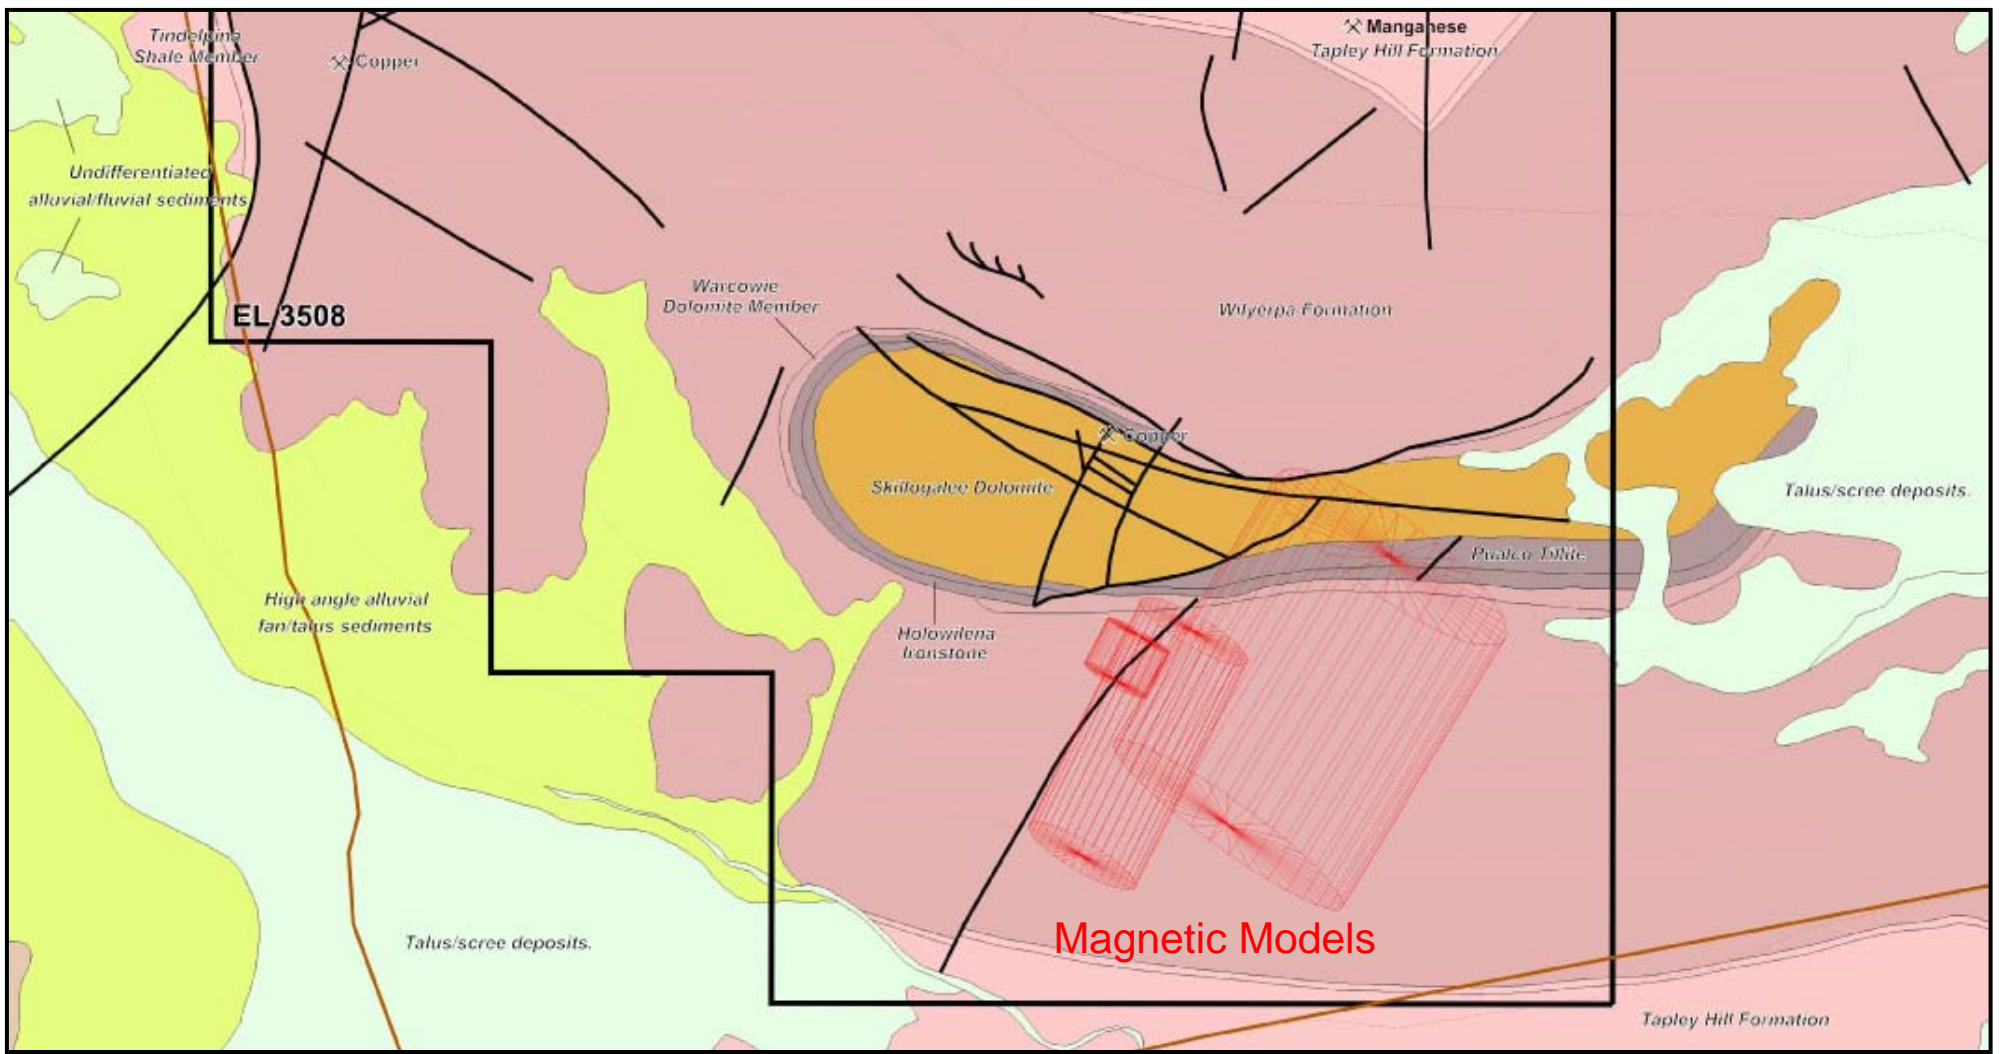 Manganese
Tapley Hill Formation
Tindelpina
Shale Member
Copper
Undifferentiated
alluvial/fluvial sediments
EL 3508
Warcowie
Dolomite Member
Wilyerpa Formation
Copper
Skillogalee Dolomite
Talus/scree deposits.
Pualco Tillite
High angle alluvial
fan/talus sediments
Holowilena
Ironstone
Magnetic Models
Talus/scree deposits.
Tapley Hill Formation